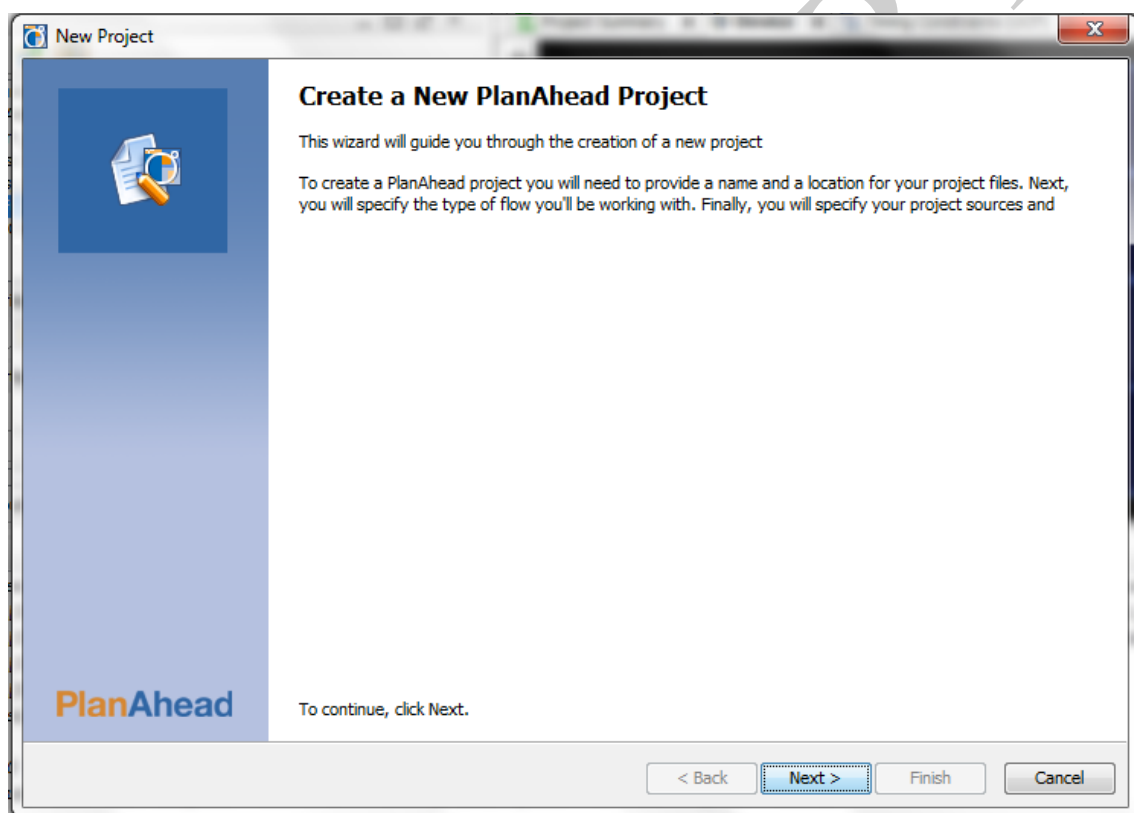 New Project
Create a New PlanAhead Project
This wizard will guide you through the creation of a new project
To create a PlanAhead project you will need to provide a name and a location for your project files. Next,
you will specify the type of flow you'll be working with. Finally, you will specify your project sources and
PlanAhead
To continue, click Next.
< Back
Next >
Finish
Cancel